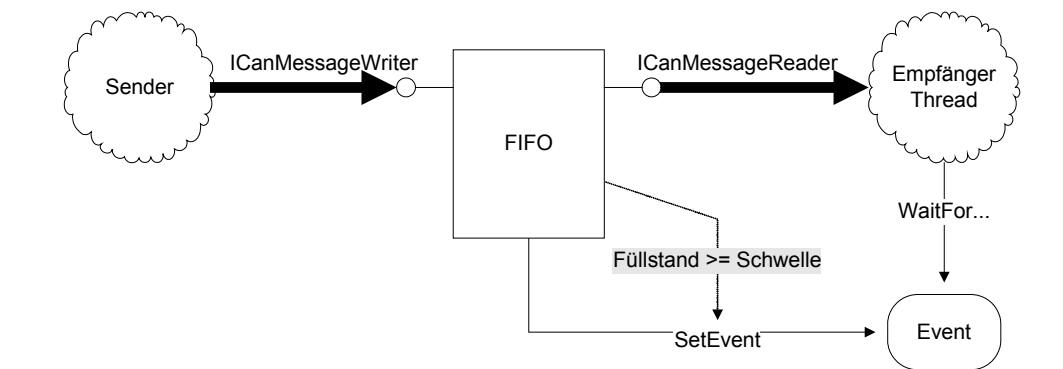 ICanMessageWriter
ICanMessageReader
Sender
Empfänger
Thread
FIFO
WaitFor...
Füllstand >= Schwelle
SetEvent
Event